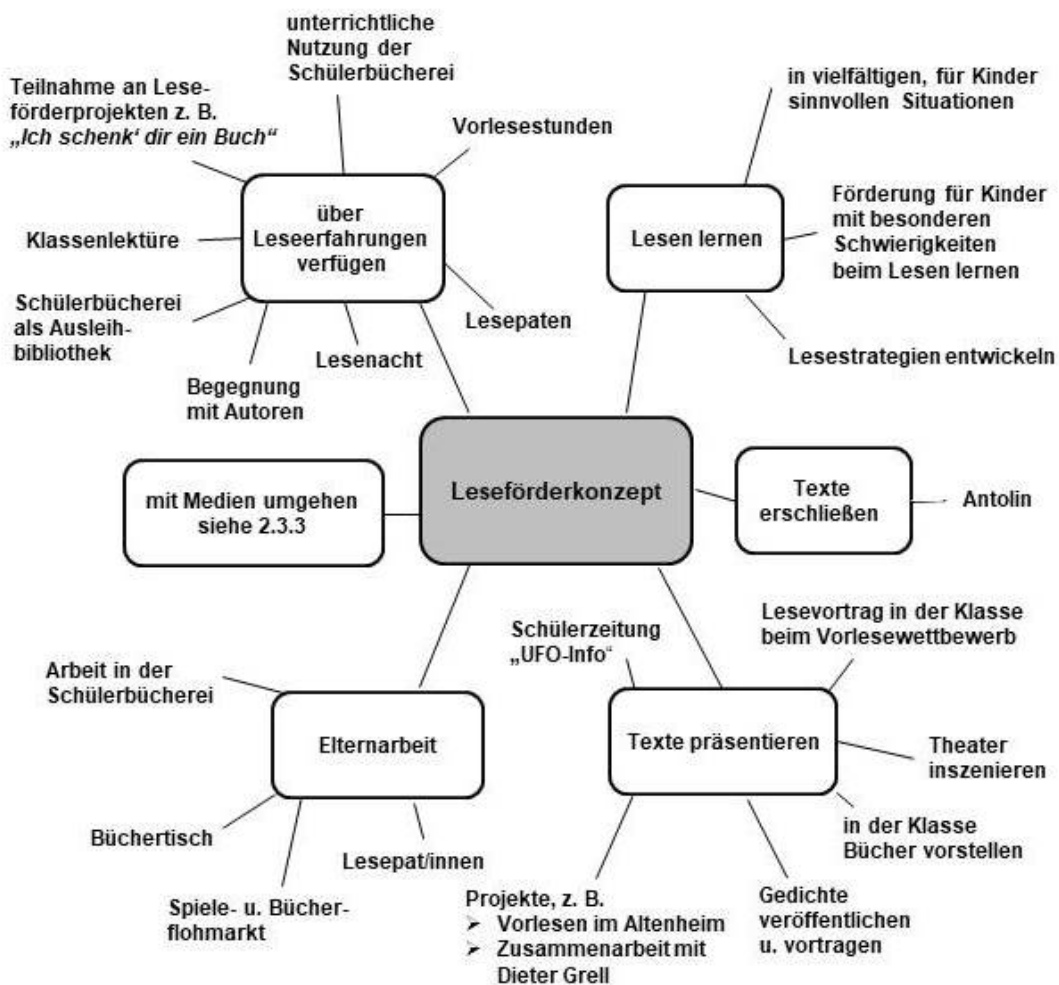 unterrichtliche
Nutzung der
Schülerbücherei
Teilnahme an Lese-
förderprojekten z. B.
„Ich schenk‘ dir ein Buch“
Vorlesestunden
über
Leseerfahrungen
verfügen
Klassenlektüre
Schülerbücherei
als Ausleih-
bibliothek
Begegnung
mit Autoren
Lesenacht
Lesepaten
in vielfältigen, für Kinder
sinnvollen Situationen
Lesen lernen
Förderung für Kinder
mit besonderen
Schwierigkeiten
beim Lesen lernen
Lesestrategien entwickeln
mit Medien umgehen
siehe 2.3.3
Leseförderkonzept
Texte
erschließen
Antolin
Arbeit in der
Schülerbücherei
Elternarbeit
Büchertisch
Spiele- u. Bücher-
flohmarkt
Lesepat/innen
Schülerzeitung
„UFO-Info“
Lesevortrag in der Klasse
beim Vorlesewettbewerb
Texte präsentieren
Theater
inszenieren
in der Klasse
Bücher vorstellen
Gedichte
veröffentlichen
u. vortragen
Projekte, z. B.
➢ Vorlesen im Altenheim
➢ Zusammenarbeit mit
Dieter Grell